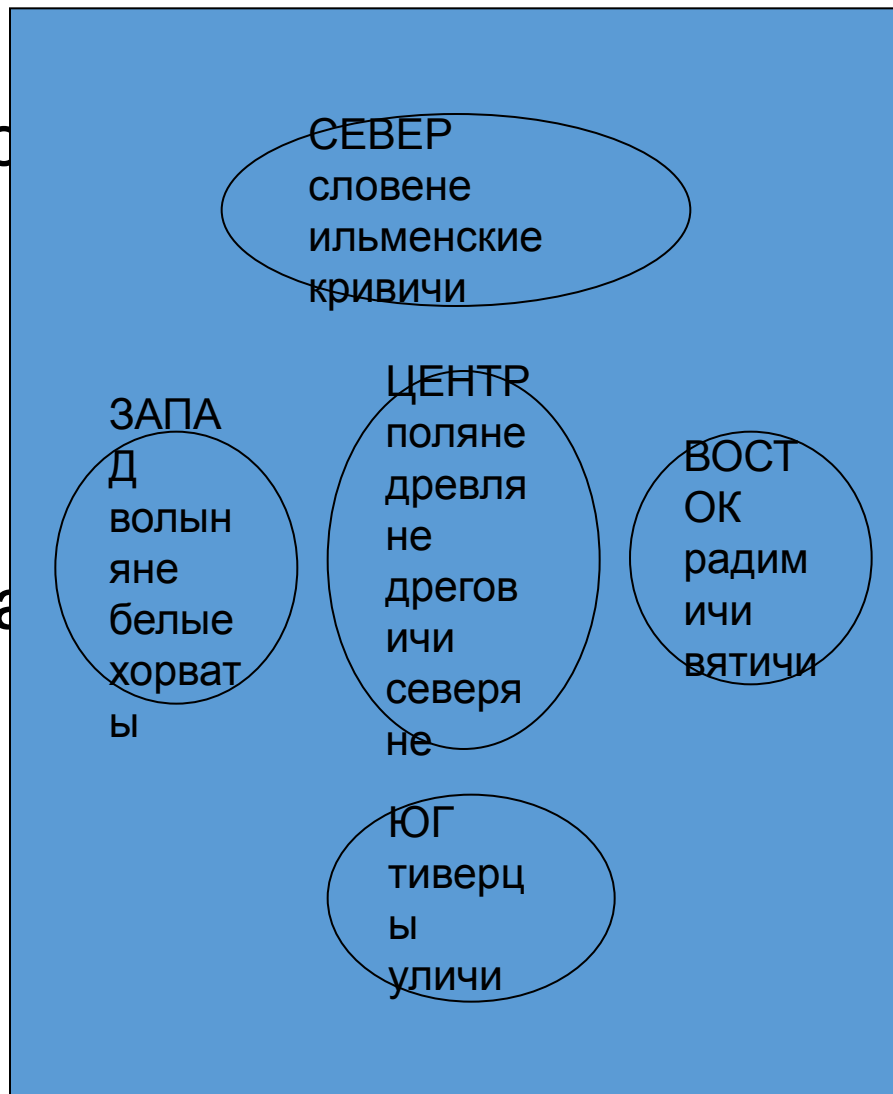 СЕВЕР
словене
ильменские
кривичи
ЗАПА
Д
волын
яне
белые
хорват
ы
ЦЕНТР
поляне
древля
не
дрегов
ичи
северя
не
ВОСТ
ОК
радим
ичи
вятичи
ЮГ
тиверц
ы
уличи